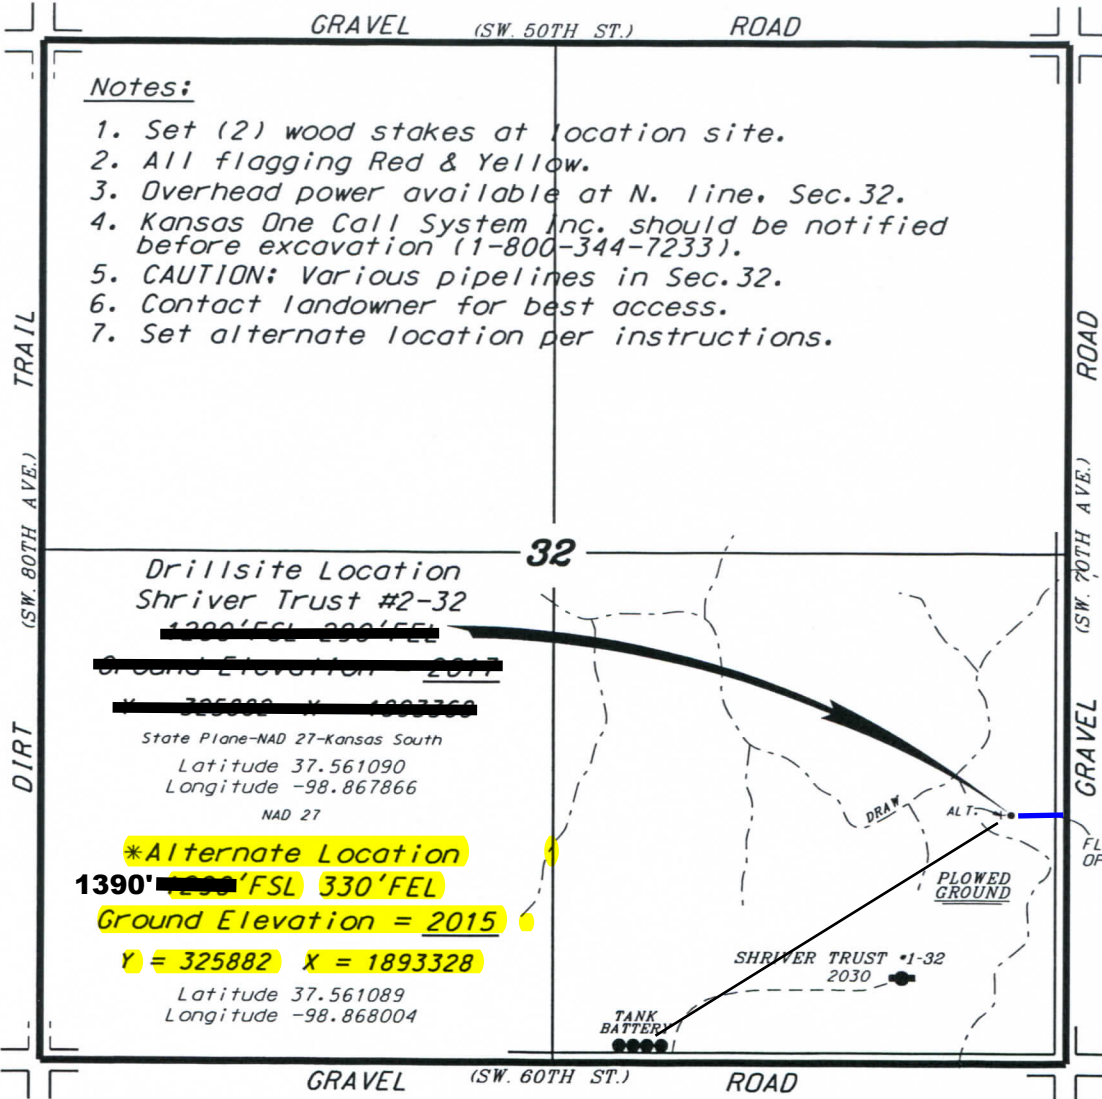 GRAVEL (SW. 50TH ST.) ROAD
Notes:
1. Set (2) wood stakes at location site.
2. All flagging Red & Yellow.
3. Overhead power available at N. line, Sec.32.
4. Kansas One Call System Inc. should be notified
before excavation (1-800-344-7233).
5. CAUTION: Various pipelines in Sec.32.
6. Contact landowner for best access.
7. Set alternate location per instructions.
DIRT (SW. 80TH AVE.) TRAIL
GRAVEL (SW. 70TH AVE.) ROAD
32
Drillsite Location
Shriver Trust #2-32
State Plane-NAD 27-Kansas South
Latitude 37.561090
Longitude -98.867866
NAD 27
*Alternate Location
1390' 'FSL 330'FEL
Ground Elevation = 2015
Y = 325882 X = 1893328
Latitude 37.561089
Longitude -98.868004
DRAW
ALT.
FL
OF
PLOWED
GROUND
SHRIVER TRUST #1-32
2030
TANK
BATTERY
GRAVEL (SW. 60TH ST.) ROAD